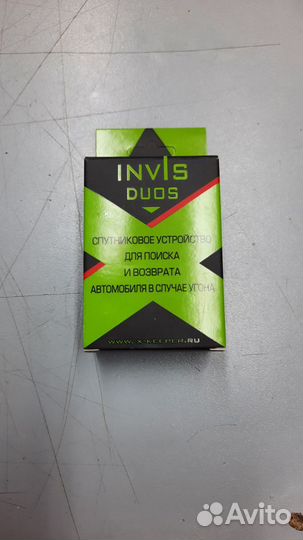 INVIS
DUOS
СПУТНИКОВОЕ УСТРОЙСТВО
ДЛЯ ПОИСКА
И ВОЗВРАТА
АВТОМОБИЛЯ В СЛУЧАЕ УГОНА
WWW.X-KEEPER.RU
Avito